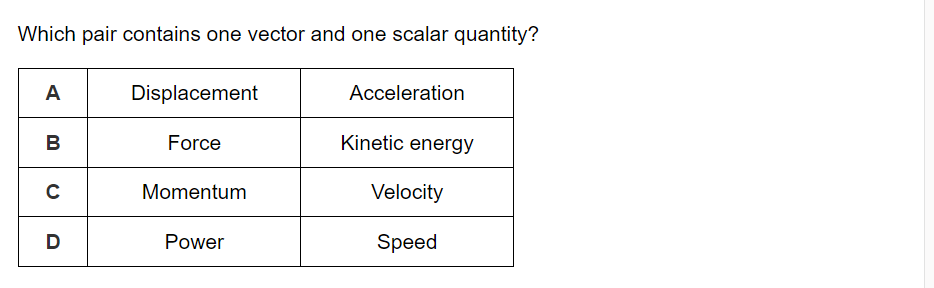 Which pair contains one vector and one scalar quantity?
A Displacement Acceleration
B Force Kinetic energy
C Momentum Velocity
D Power Speed